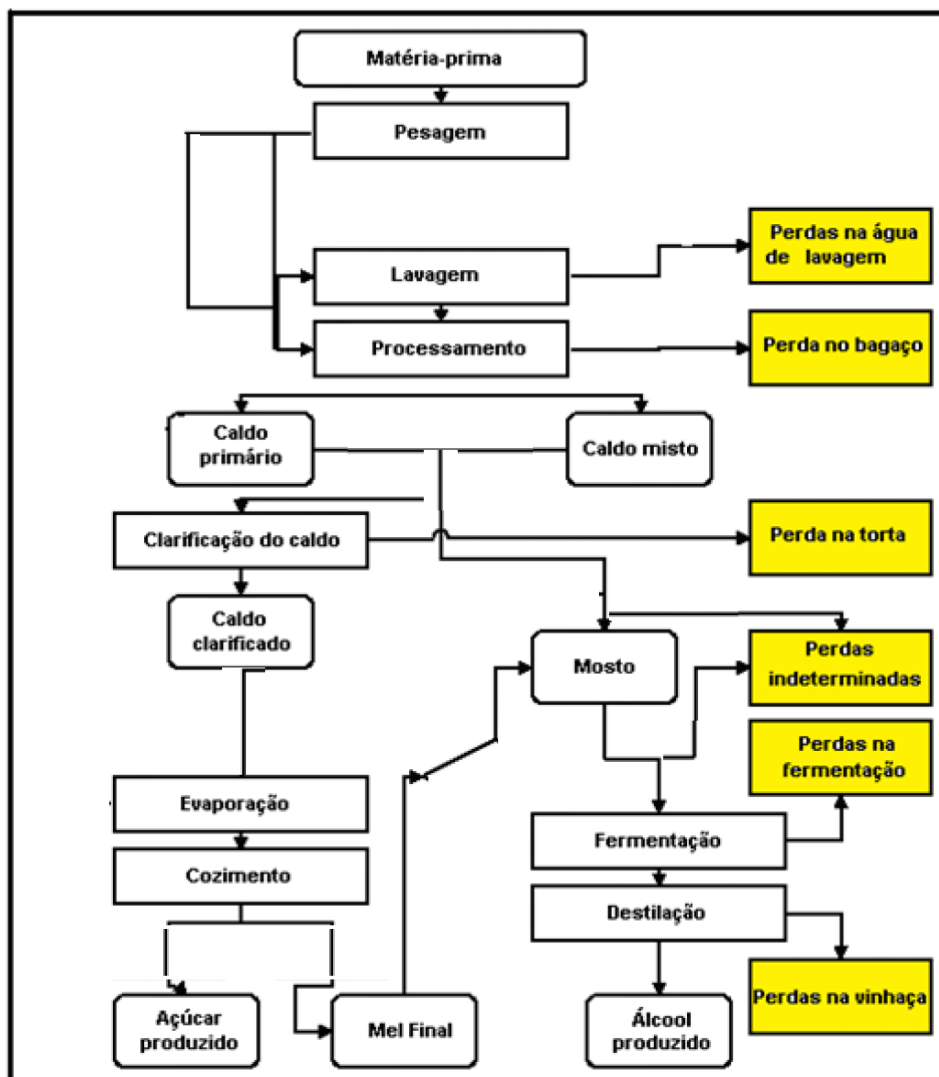 Matéria-prima
Pesagem
Perdas na água
de lavagem
Lavagem
Processamento
Perda no bagaço
Caldo
primário
Caldo misto
Clarificação do caldo
Perda na torta
Caldo
clarificado
Mosto
Perdas
indeterminadas
Perdas na
fermentação
Evaporação
Fermentação
Cozimento
Destilação
Açúcar
produzido
Mel Final
Álcool
produzido
Perdas na vinhaça